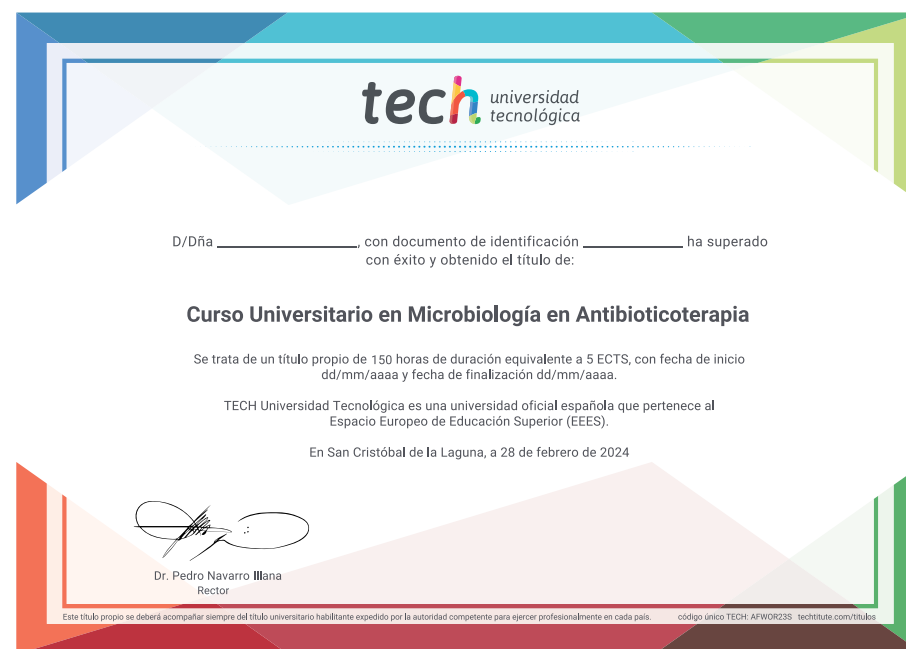 tech universidad
tecnológica
D/Dña ____________________, con documento de identificación ______________ ha superado
con éxito y obtenido el título de:
Curso Universitario en Microbiología en Antibioticoterapia
Se trata de un título propio de 150 horas de duración equivalente a 5 ECTS, con fecha de inicio
dd/mm/aaaa y fecha de finalización dd/mm/aaaa.
TECH Universidad Tecnológica es una universidad oficial española que pertenece al
Espacio Europeo de Educación Superior (EEES).
En San Cristóbal de la Laguna, a 28 de febrero de 2024
Dr. Pedro Navarro Illana
Rector
Este título propio se deberá acompañar siempre del título universitario habilitante expedido por la autoridad competente para ejercer profesionalmente en cada país. código único TECH: AFWOR23S techtitute.com/titulos